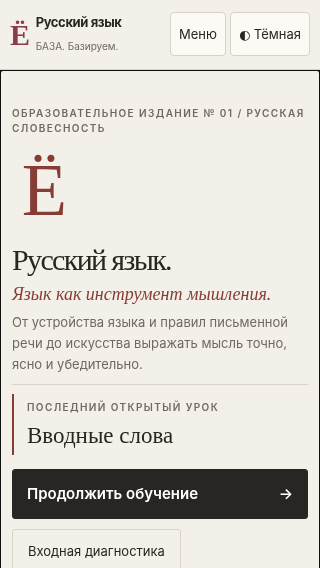 Ё
Русский язык
БАЗА. Базируем.
Меню
Тёмная
ОБРАЗОВАТЕЛЬНОЕ ИЗДАНИЕ № 01 / РУССКАЯ
СЛОВЕСНОСТЬ
Ё
Русский язык.
Язык как инструмент мышления.
От устройства языка и правил письменной
речи до искусства выражать мысль точно,
ясно и убедительно.
ПОСЛЕДНИЙ ОТКРЫТЫЙ УРОК
Вводные слова
Продолжить обучение →
Входная диагностика